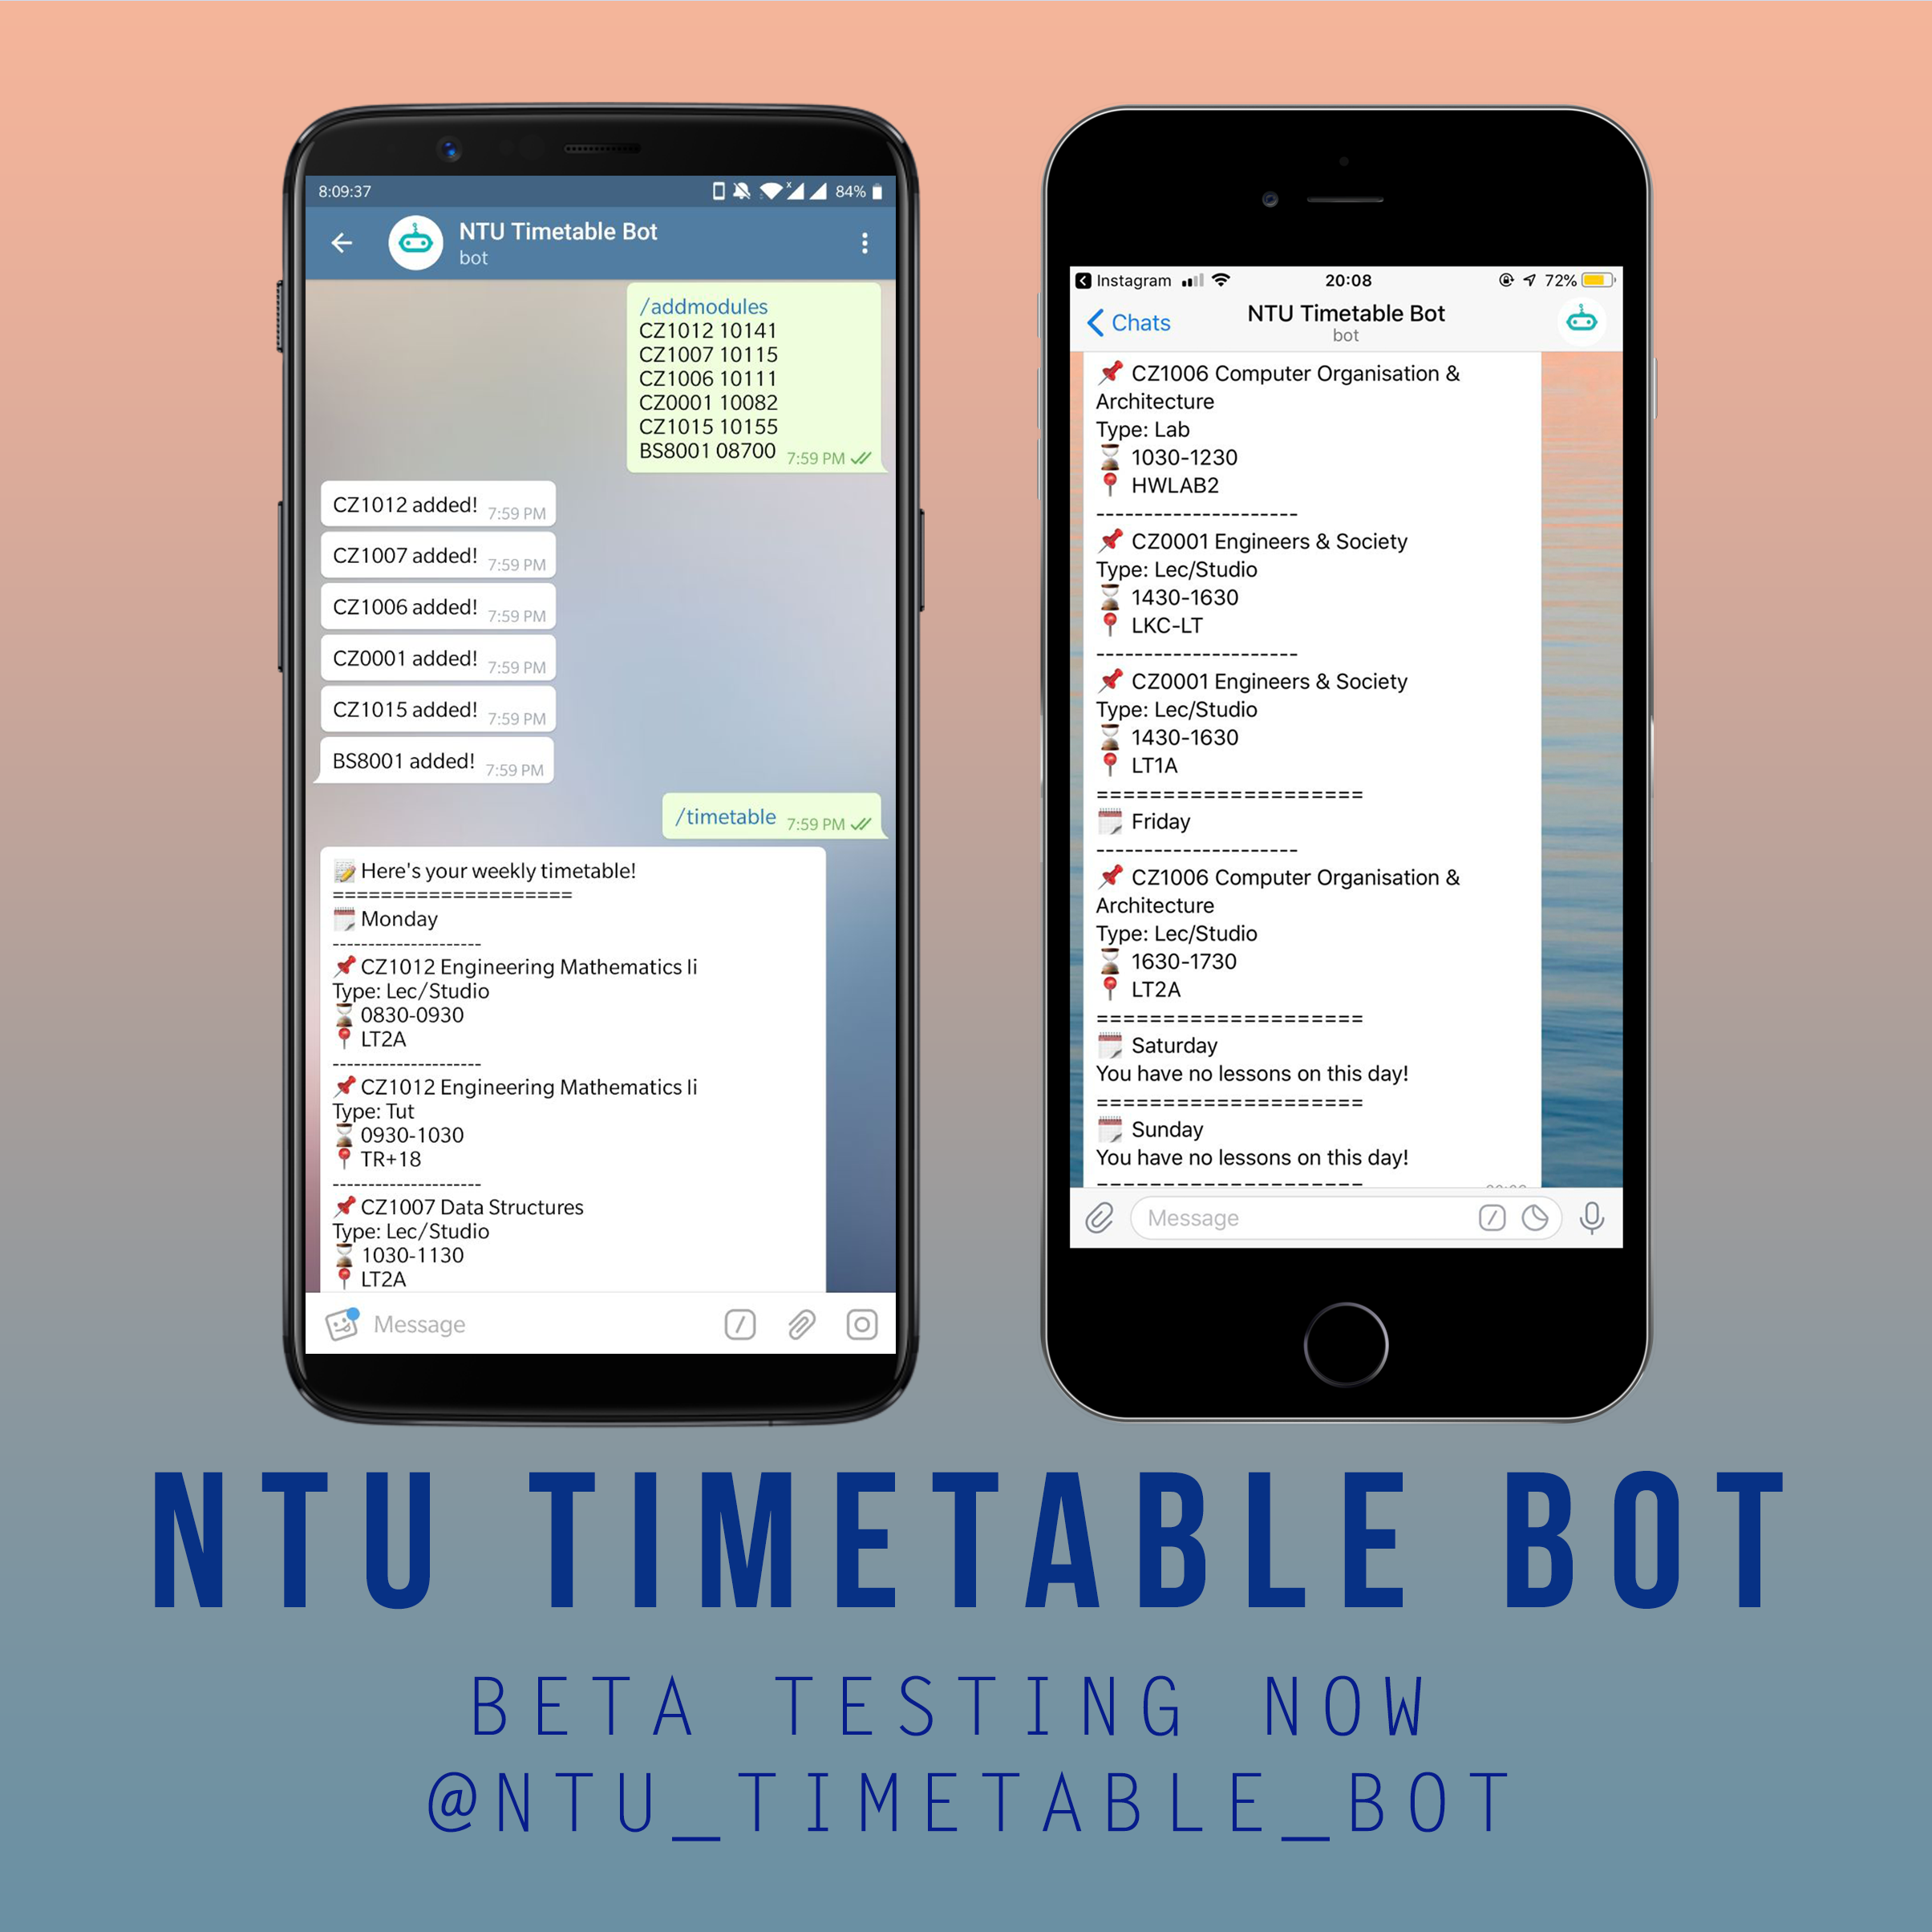 8:09:37
84%
NTU Timetable Bot
bot
/addmodules
CZ1012 10141
CZ1007 10115
CZ1006 10111
CZ0001 10082
CZ1015 10155
BS8001 08700 7:59 PM
CZ1012 added! 7:59 PM
CZ1007 added! 7:59 PM
CZ1006 added! 7:59 PM
CZ0001 added! 7:59 PM
CZ1015 added! 7:59 PM
BS8001 added! 7:59 PM
/timetable 7:59 PM
Here's your weekly timetable!
====================
Monday
---------------------
CZ1012 Engineering Mathematics Ii
Type: Lec/Studio
0830-0930
LT2A
---------------------
CZ1012 Engineering Mathematics Ii
Type: Tut
0930-1030
TR+18
---------------------
CZ1007 Data Structures
Type: Lec/Studio
1030-1130
LT2A
Message
Instagram 20:08 72%
Chats
NTU Timetable Bot
bot
CZ1006 Computer Organisation &
Architecture
Type: Lab
1030-1230
HWLAB2
---------------------
CZ0001 Engineers & Society
Type: Lec/Studio
1430-1630
LKC-LT
---------------------
CZ0001 Engineers & Society
Type: Lec/Studio
1430-1630
LT1A
====================
Friday
---------------------
CZ1006 Computer Organisation &
Architecture
Type: Lec/Studio
1630-1730
LT2A
====================
Saturday
You have no lessons on this day!
====================
Sunday
You have no lessons on this day!
====================
Message
NTU TIMETABLE BOT
BETA TESTING NOW
@NTU_TIMETABLE_BOT